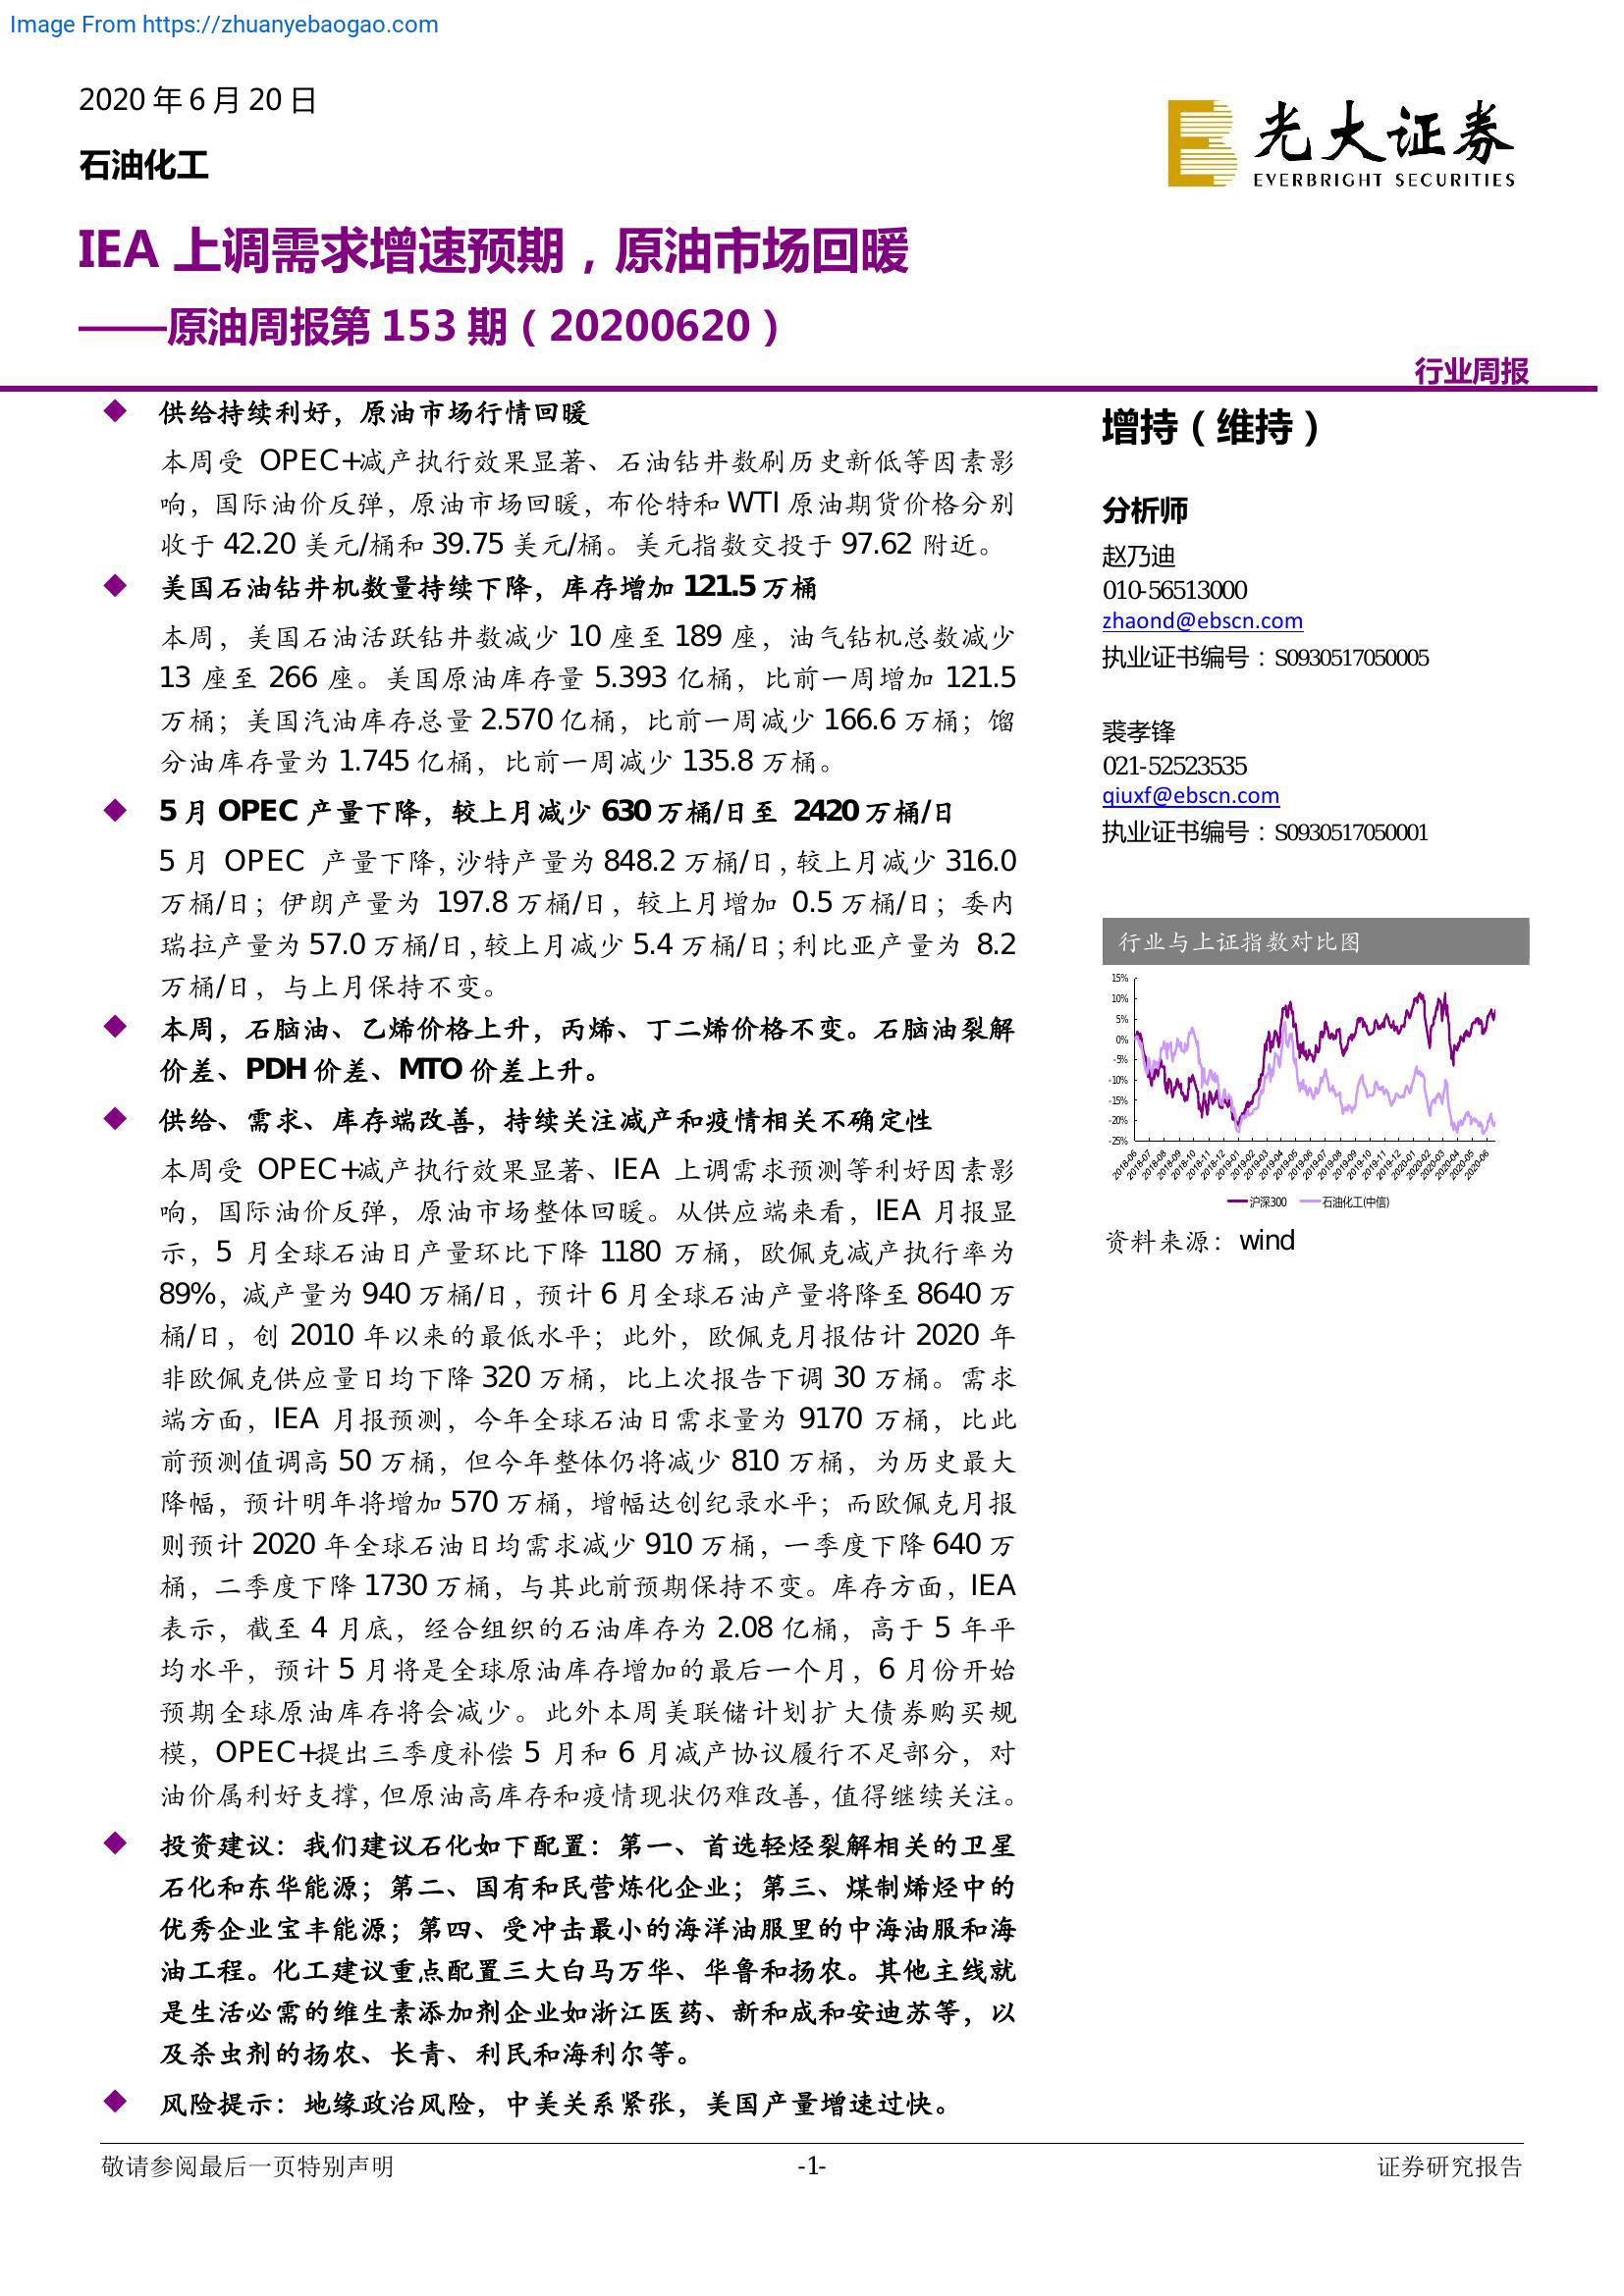 Image From https://zhuanyebaogao.com
2020 年 6 月 20 日
石油化工
光大证券
EVERBRIGHT SECURITIES
IEA 上调需求增速预期，原油市场回暖
——原油周报第 153 期（20200620）
行业周报
◆ 供给持续利好，原油市场行情回暖
本周受 OPEC+减产执行效果显著、石油钻井数刷历史新低等因素影
响，国际油价反弹，原油市场回暖，布伦特和 WTI 原油期货价格分别
收于 42.20 美元/桶和 39.75 美元/桶。美元指数交投于 97.62 附近。
◆ 美国石油钻井机数量持续下降，库存增加 121.5 万桶
本周，美国石油活跃钻井数减少 10 座至 189 座，油气钻机总数减少
13 座至 266 座。美国原油库存量 5.393 亿桶，比前一周增加 121.5
万桶；美国汽油库存总量 2.570 亿桶，比前一周减少 166.6 万桶；馏
分油库存量为 1.745 亿桶，比前一周减少 135.8 万桶。
◆ 5 月 OPEC 产量下降，较上月减少 630 万桶/日至 2420 万桶/日
5 月 OPEC 产量下降，沙特产量为 848.2 万桶/日，较上月减少 316.0
万桶/日；伊朗产量为 197.8 万桶/日，较上月增加 0.5 万桶/日；委内
瑞拉产量为 57.0 万桶/日，较上月减少 5.4 万桶/日；利比亚产量为 8.2
万桶/日，与上月保持不变。
◆ 本周，石脑油、乙烯价格上升，丙烯、丁二烯价格不变。石脑油裂解
价差、PDH 价差、MTO 价差上升。
◆ 供给、需求、库存端改善，持续关注减产和疫情相关不确定性
本周受 OPEC+减产执行效果显著、IEA 上调需求预测等利好因素影
响，国际油价反弹，原油市场整体回暖。从供应端来看，IEA 月报显
示，5 月全球石油日产量环比下降 1180 万桶，欧佩克减产执行率为
89%，减产量为 940 万桶/日，预计 6 月全球石油产量将降至 8640 万
桶/日，创 2010 年以来的最低水平；此外，欧佩克月报估计 2020 年
非欧佩克供应量日均下降 320 万桶，比上次报告下调 30 万桶。需求
端方面，IEA 月报预测，今年全球石油日需求量为 9170 万桶，比此
前预测值调高 50 万桶，但今年整体仍将减少 810 万桶，为历史最大
降幅，预计明年将增加 570 万桶，增幅达创纪录水平；而欧佩克月报
则预计 2020 年全球石油日均需求减少 910 万桶，一季度下降 640 万
桶，二季度下降 1730 万桶，与其此前预期保持不变。库存方面，IEA
表示，截至 4 月底，经合组织的石油库存为 2.08 亿桶，高于 5 年平
均水平，预计 5 月将是全球原油库存增加的最后一个月，6 月份开始
预期全球原油库存将会减少。此外本周美联储计划扩大债券购买规
模，OPEC+提出三季度补偿 5 月和 6 月减产协议履行不足部分，对
油价属利好支撑，但原油高库存和疫情现状仍难改善，值得继续关注。
◆ 投资建议：我们建议石化如下配置：第一、首选轻烃裂解相关的卫星
石化和东华能源；第二、国有和民营炼化企业；第三、煤制烯烃中的
优秀企业宝丰能源；第四、受冲击最小的海洋油服里的中海油服和海
油工程。化工建议重点配置三大白马万华、华鲁和扬农。其他主线就
是生活必需的维生素添加剂企业如浙江医药、新和成和安迪苏等，以
及杀虫剂的扬农、长青、利民和海利尔等。
◆ 风险提示：地缘政治风险，中美关系紧张，美国产量增速过快。
增持（维持）
分析师
赵乃迪
010-56513000
zhaond@ebscn.com
执业证书编号：S0930517050005
裘孝锋
021-52523535
qiuxf@ebscn.com
执业证书编号：S0930517050001
行业与上证指数对比图
15%
10%
5%
0%
-5%
-10%
-15%
-20%
-25%
2018-06 2018-07 2018-08 2018-09 2018-10 2018-11 2018-12 2019-01 2019-02 2019-03 2019-04 2019-05 2019-06 2019-07 2019-08 2019-09 2019-10 2019-11 2019-12 2020-01 2020-02 2020-03 2020-04 2020-05 2020-06
沪深300 石油化工(中信)
资料来源：wind
敬请参阅最后一页特别声明 -1- 证券研究报告